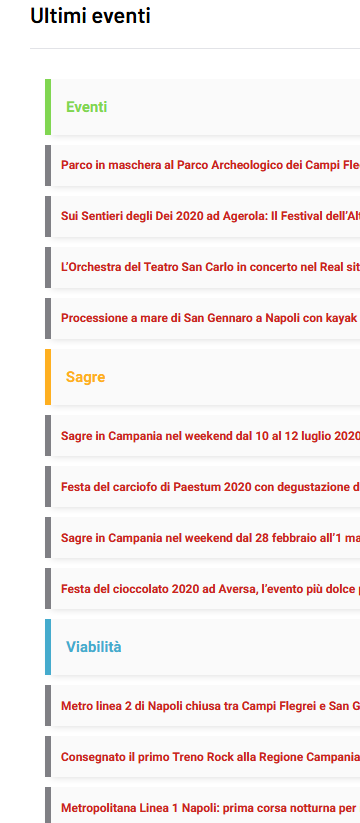 Ultimi eventi
Eventi
Parco in maschera al Parco Archeologico dei Campi Fle
Sui Sentieri degli Dei 2020 ad Agerola: Il Festival dell'Alt
L'Orchestra del Teatro San Carlo in concerto nel Real sit
Processione a mare di San Gennaro a Napoli con kayak
Sagre
Sagre in Campania nel weekend dal 10 al 12 luglio 2020
Festa del carciofo di Paestum 2020 con degustazione d
Sagre in Campania nel weekend dal 28 febbraio all'1 ma
Festa del cioccolato 2020 ad Aversa, l'evento più dolce
Viabilità
Metro linea 2 di Napoli chiusa tra Campi Flegrei e San G
Consegnato il primo Treno Rock alla Regione Campania
Metropolitana Linea 1 Napoli: prima corsa notturna per